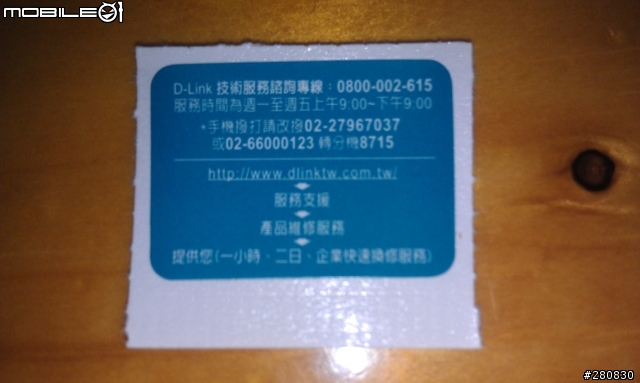 MOBILE01
D-Link 技術服務諮詢專線：0800-002-615
服務時間為週一至週五上午9:00~下午9:00
*手機撥打請改撥02-27967037
或02-66000123 轉分機8715
http://www.dlinktw.com.tw/
服務支援
產品維修服務
提供您(一小時、二日、企業快速換修服務)
#280830